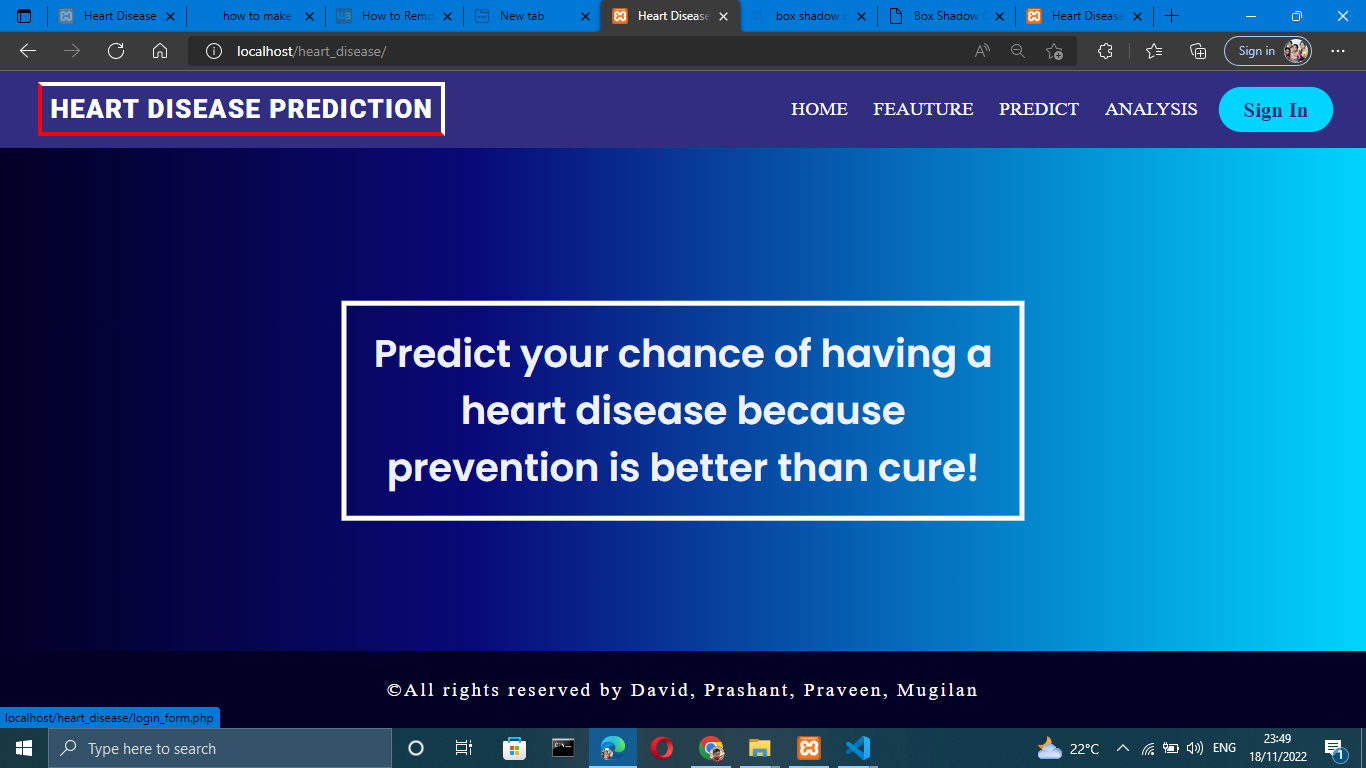 Heart Disease
how to make
How to Remo
New tab
Heart Disease
box shadow g
Box Shadow
Heart Disease
localhost/heart_disease/
Sign in
HEART DISEASE PREDICTION
HOME
FEAUTURE
PREDICT
ANALYSIS
Sign In
Predict your chance of having a
heart disease because
prevention is better than cure!
©All rights reserved by David, Prashant, Praveen, Mugilan
localhost/heart_disease/login_form.php
Type here to search
22°C
ENG
23:49
18/11/2022
1